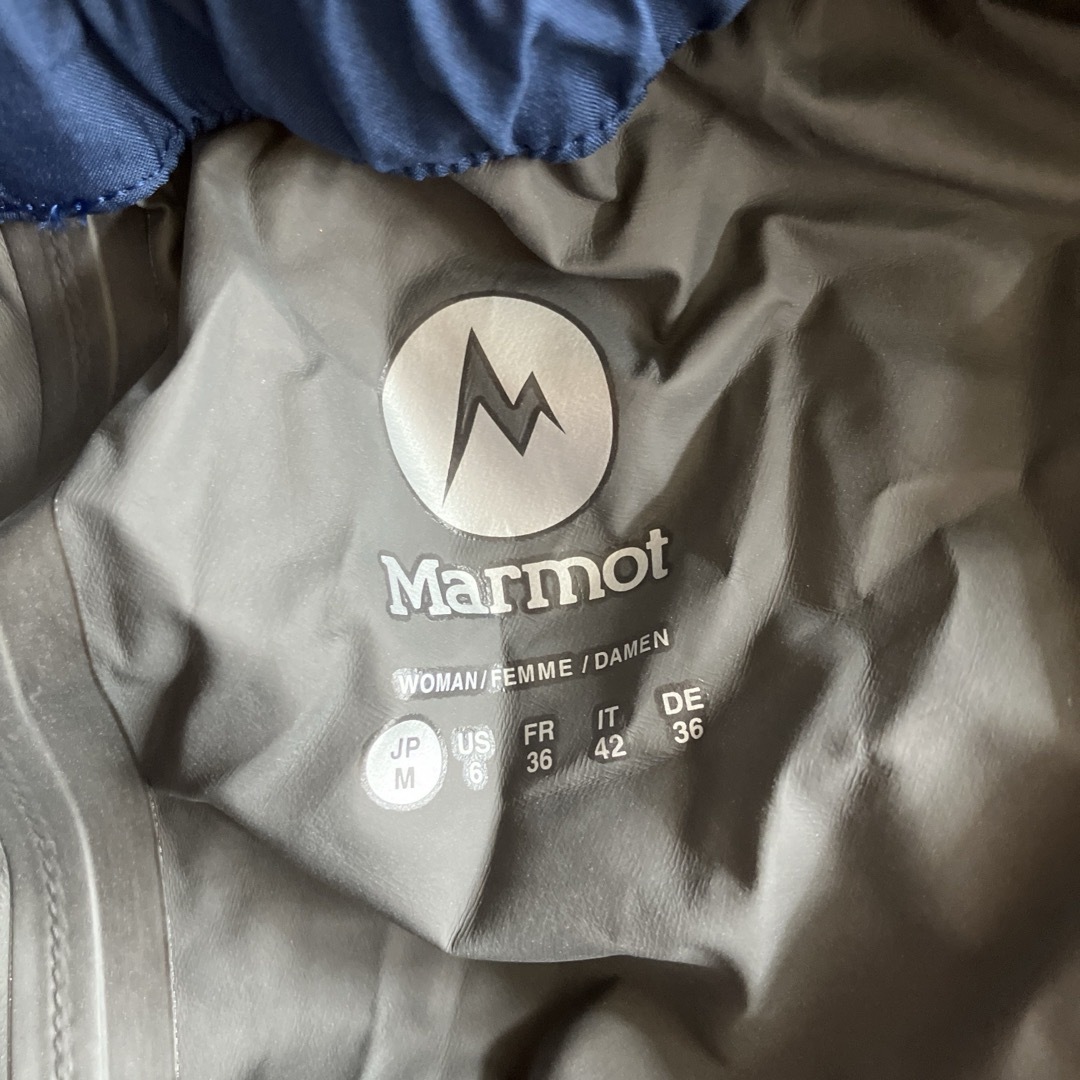 Marmot
WOMAN/FEMME/DAMEN
JP US FR IT DE
M 6 36 42 36